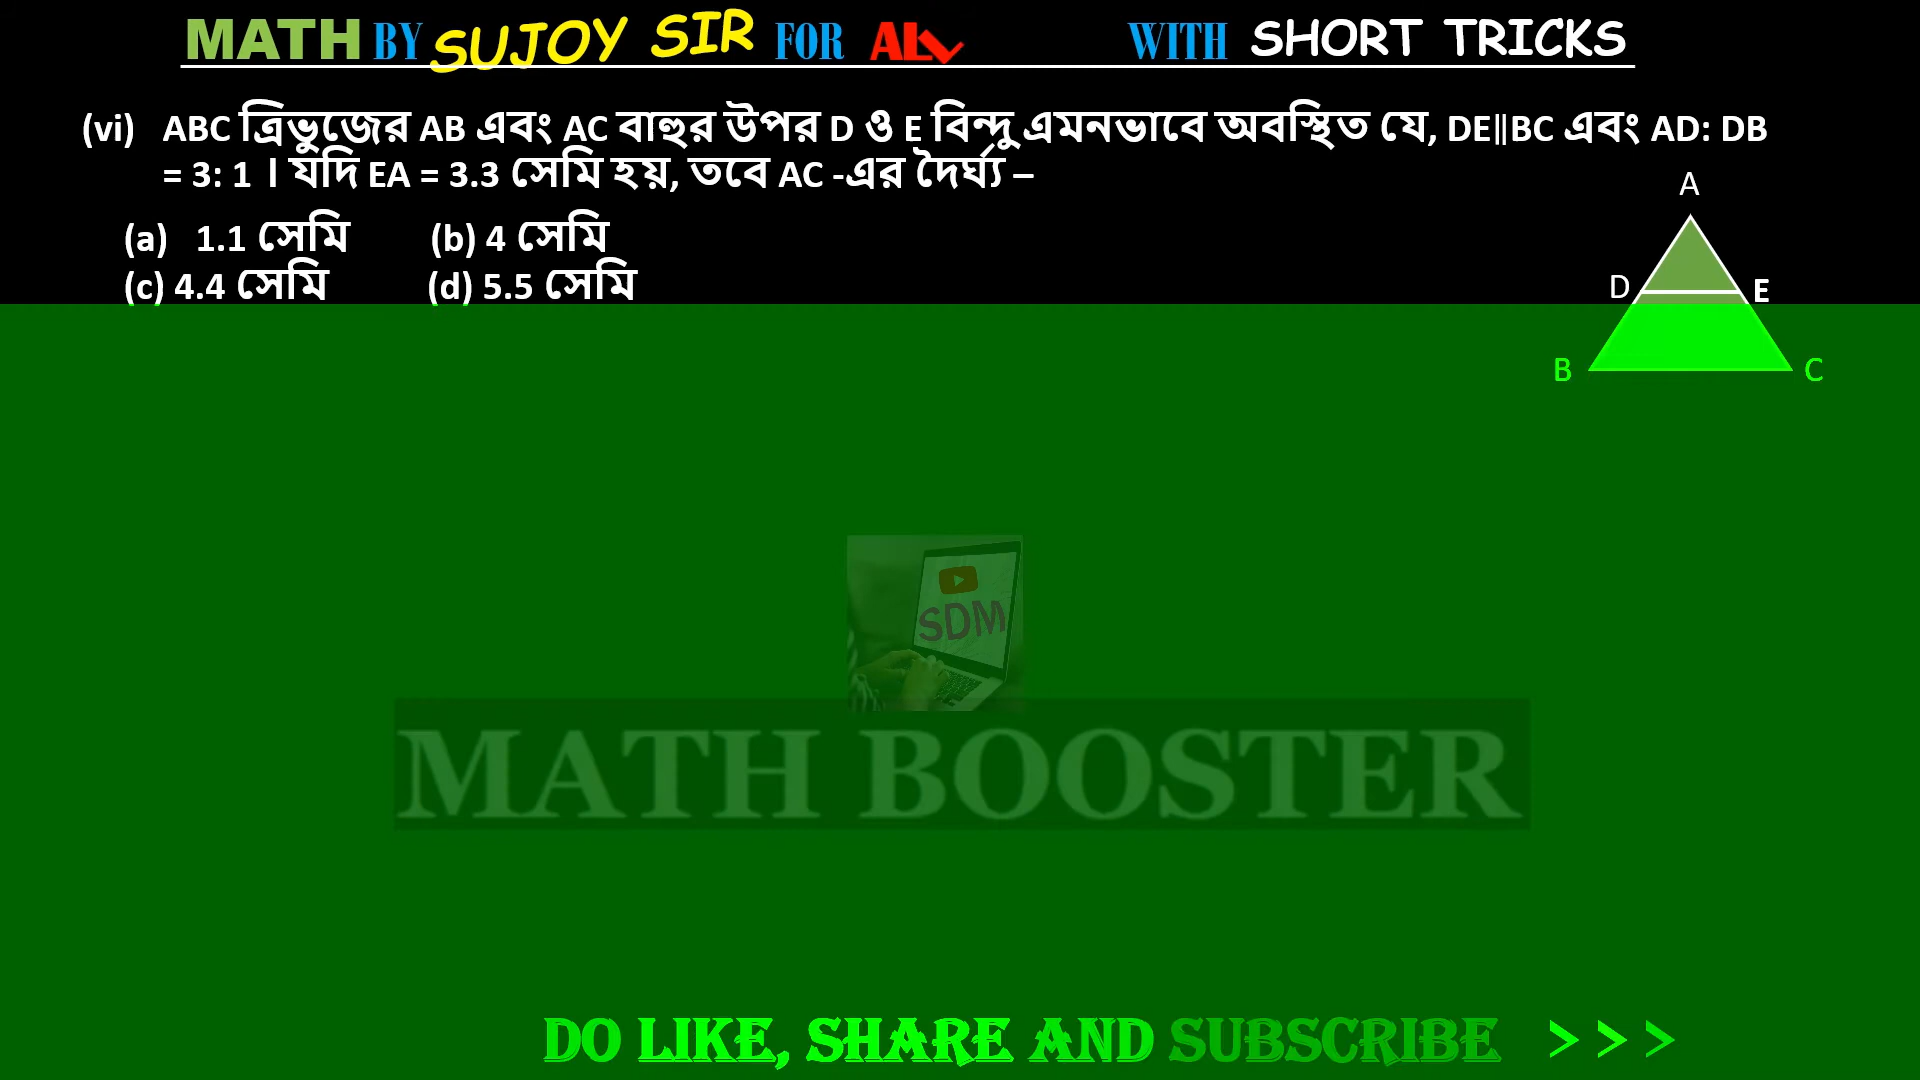 MATH BY SUJOY SIR FOR ALL WITH SHORT TRICKS
(vi) ABC ত্রিভুজের AB এবং AC বাহুর উপর D ও E বিন্দু এমনভাবে অবস্থিত যে, DE∥BC এবং AD: DB
= 3: 1 । যদি EA = 3.3 সেমি হয়, তবে AC -এর দৈর্ঘ্য –
A
(a) 1.1 সেমি (b) 4 সেমি
(c) 4.4 সেমি (d) 5.5 সেমি
D E
B C
SDM
MATH BOOSTER
DO LIKE, SHARE AND SUBSCRIBE > > >